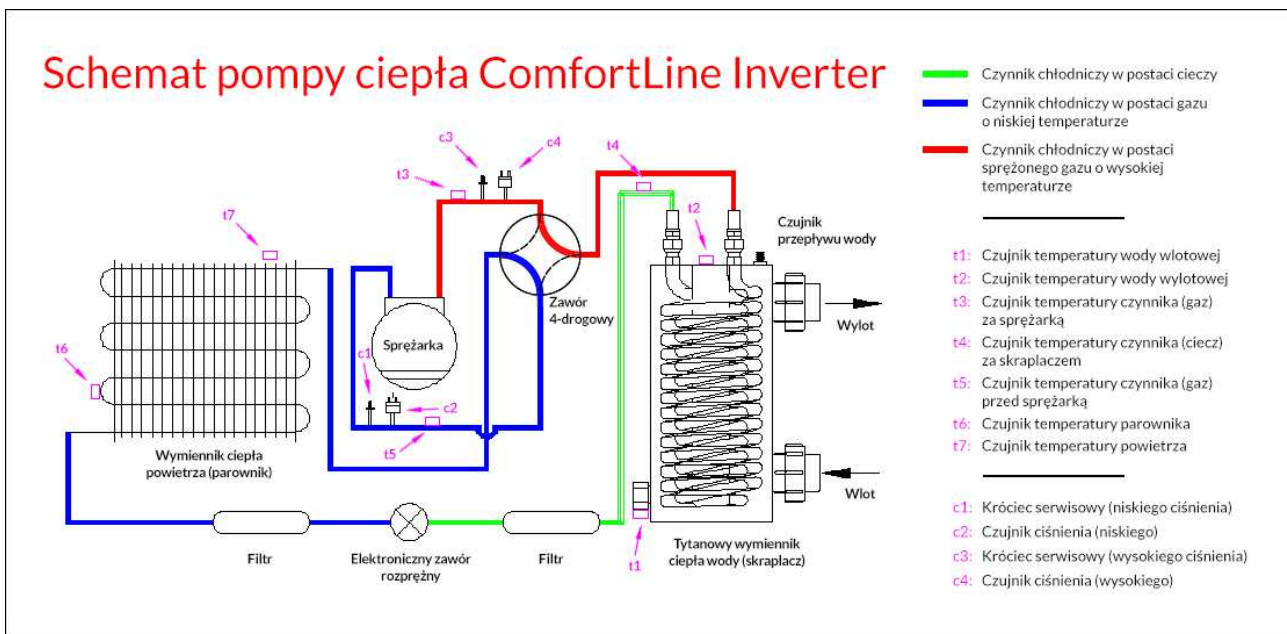 Schemat pompy ciepła ComfortLine Inverter
Czynnik chłodniczy w postaci cieczy
Czynnik chłodniczy w postaci gazu
o niskiej temperaturze
Czynnik chłodniczy w postaci
sprężonego gazu o wysokiej
temperaturze
c3
c4
t3
t4
t7
t2
Czujnik
przepływu wody
Zawór
4-drogowy
Wylot
Sprężarka
c1
t6
c2
t5
Wymiennik ciepła
powietrza (parownik)
Wlot
Filtr
Elektroniczny zawór
rozprężny
Filtr
t1
Tytanowy wymiennik
ciepła wody (skraplacz)
t1: Czujnik temperatury wody wlotowej
t2: Czujnik temperatury wody wylotowej
t3: Czujnik temperatury czynnika (gaz)
za sprężarką
t4: Czujnik temperatury czynnika (ciecz)
za skraplaczem
t5: Czujnik temperatury czynnika (gaz)
przed sprężarką
t6: Czujnik temperatury parownika
t7: Czujnik temperatury powietrza
c1: Króciec serwisowy (niskiego ciśnienia)
c2: Czujnik ciśnienia (niskiego)
c3: Króciec serwisowy (wysokiego ciśnienia)
c4: Czujnik ciśnienia (wysokiego)